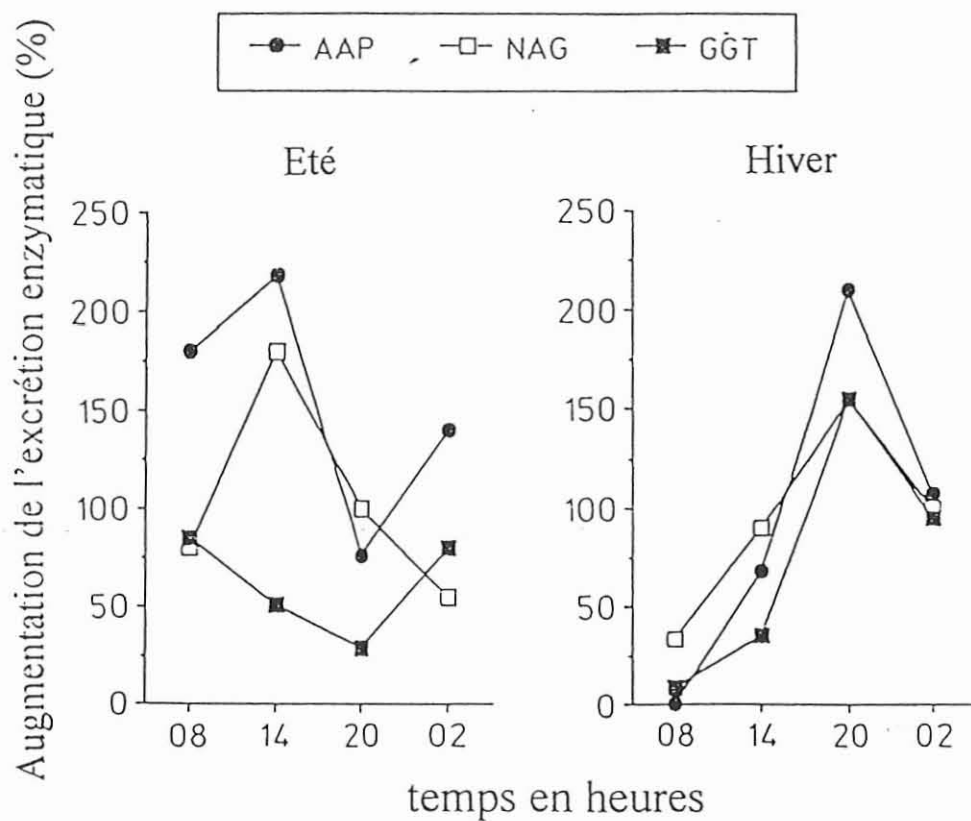 AAP NAG GGT
Augmentation de l'excrétion enzymatique (%)
Eté
250
200
150
100
50
0
08 14 20 02
Hiver
250
200
150
100
50
0
08 14 20 02
temps en heures